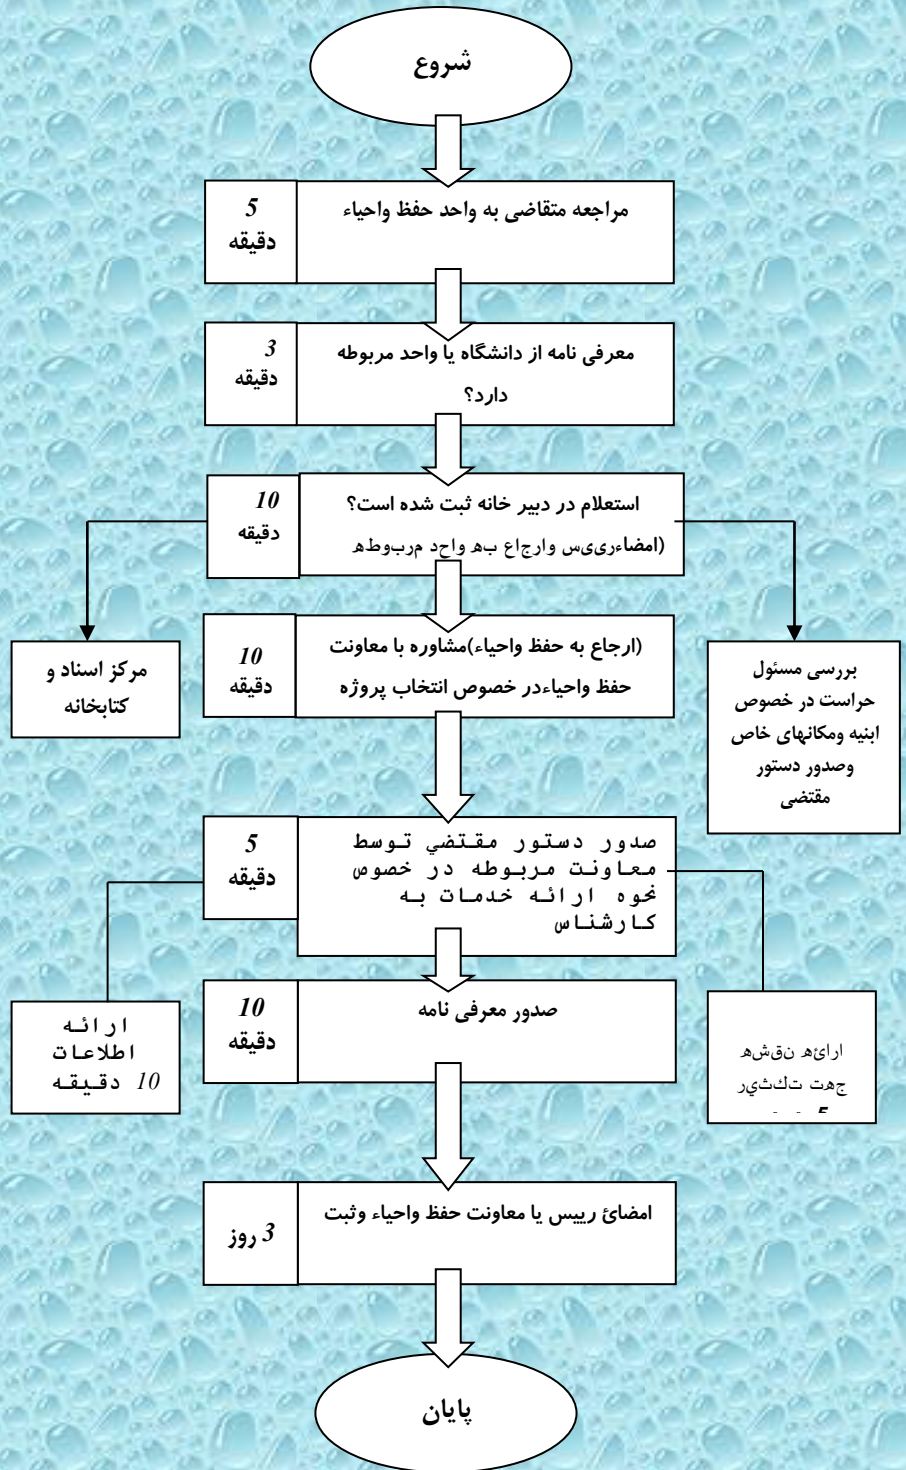 شروع
مراجعه متقاضی به واحد حفظ واحیاء
5
دقیقه
معرفی نامه از دانشگاه یا واحد مربوطه
دارد؟
3
دقیقه
استعلام در دبیر خانه ثبت شده است؟
(امضاءرییس وارجاع به واحد مربوطه
10
دقیقه
بررسی مسئول
حراست در خصوص
ابنیه ومکانهای خاص
وصدور دستور
مقتضی
مرکز اسناد و
کتابخانه
(ارجاع به حفظ واحیاء)مشاوره با معاونت
حفظ واحیاءدر خصوص انتخاب پروژه
10
دقیقه
صدور دستور مقتضي توسط
معاونت مربوطه در خصوص
نحوه ارائه خدمات به
کارشناس
5
دقیقه
ارائه نقشه
جهت تكثير
ارائه
اطلاعات
10 دقیقه
صدور معرفی نامه
10
دقیقه
امضائ رییس یا معاونت حفظ واحیاء وثبت
3 روز
پایان